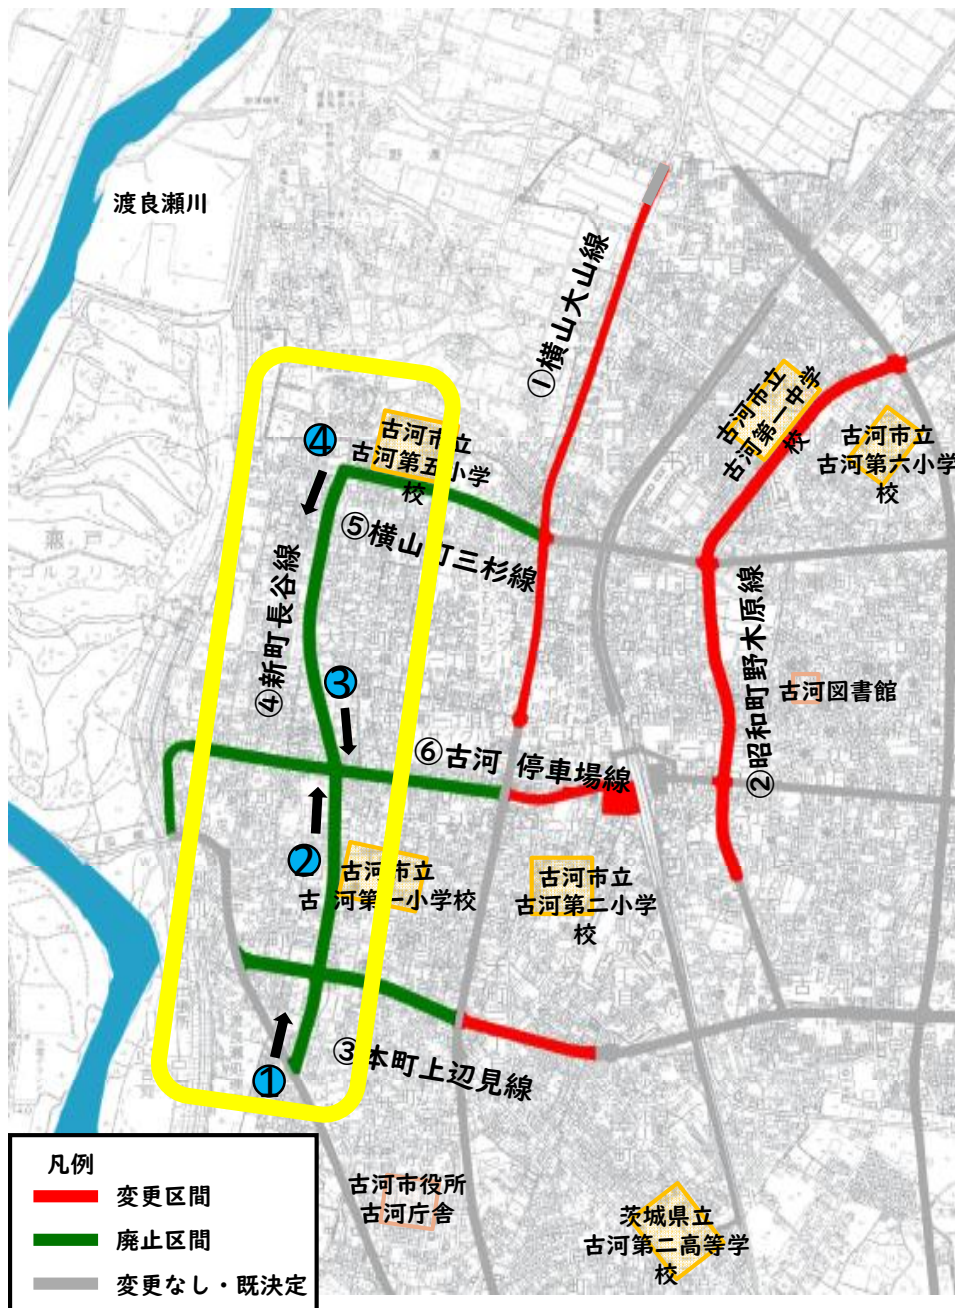 渡良瀬川
①横山大山線
古河市立
古河第一中学
校
古河市立
古河第六小学
校
④
古河市立
古河第五小学
校
⑤横山町三杉線
④新町長谷線
②昭和町野木原線
③
古河図書館
⑥古河 停車場線
②
古河市立
古 河第一小学校
古河市立
古河第二小学
校
①
③本町上辺見線
古河市役所
古河庁舎
茨城県立
古河第二高等学
校
凡例
変更区間
廃止区間
変更なし・既決定